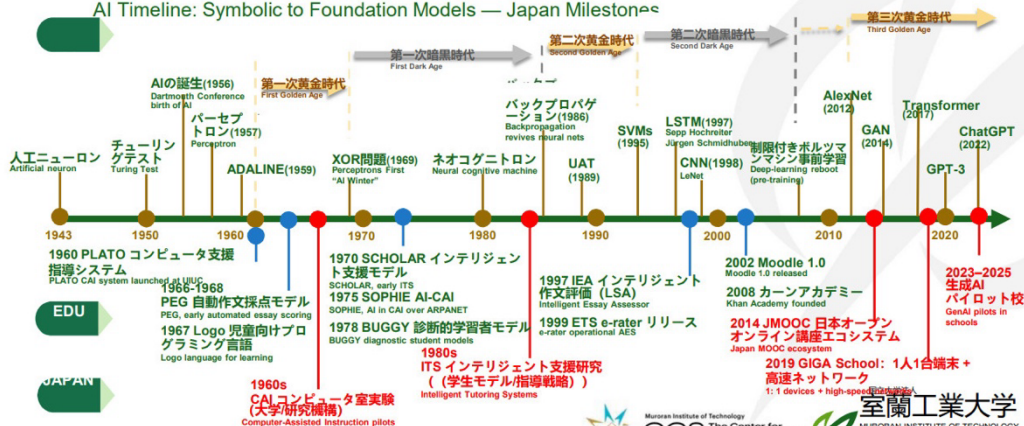 AI Timeline: Symbolic to Foundation Models — Japan Milestones
第一次黄金時代
First Golden Age
第一次暗黒時代
First Dark Age
第二次黄金時代
Second Golden Age
第二次暗黒時代
Second Dark Age
第三次黄金時代
Third Golden Age
人工ニューロン
Artificial neuron
チューリン
グテスト
Turing Test
AIの誕生(1956)
Dartmouth Conference
birth of AI
パーセプ
トロン(1957)
Perceptron
ADALINE(1959)
XOR問題(1969)
Perceptrons First
"AI Winter"
ネオコグニトロン
Neural cognitive machine
バックプロパゲ
ーション(1986)
Backpropagation
revives neural nets
UAT
(1989)
SVMs
(1995)
LSTM(1997)
Sepp Hochreiter
Jürgen Schmidhuber
CNN(1998)
LeNet
制限付きボルツマ
ンマシン事前学習
Deep-learning reboot
(pre-training)
AlexNet
(2012)
GAN
(2014)
Transformer
(2017)
GPT-3
ChatGPT
(2022)
1943
1950
1960
1970
1980
1990
2000
2010
2020
EDU
1960 PLATO コンピュータ支援
指導システム
PLATO CAI system launched at UIUC
1966-1968
PEG 自動作文採点モデル
PEG, early automated essay scoring
1967 Logo 児童向けプロ
グラミング言語
Logo language for learning
1970 SCHOLAR インテリジェン
ト支援モデル
SCHOLAR, early ITS
1975 SOPHIE AI-CAI
SOPHIE, AI in CAI over ARPANET
1978 BUGGY 診断的学習者モデル
BUGGY diagnostic student models
1997 IEA インテリジェント
作文評価（LSA）
Intelligent Essay Assessor
1999 ETS e-rater リリース
e-rater operational AES
2002 Moodle 1.0
Moodle 1.0 released
2008 カーンアカデミー
Khan Academy founded
JAPAN
1960s
CAI コンピュータ室実験
(大学/研究機構)
Computer-Assisted Instruction pilots
1980s
ITS インテリジェント支援研究
（（学生モデル/指導戦略））
Intelligent Tutoring Systems
2014 JMOOC 日本オープン
オンライン講座エコシステム
Japan MOOC ecosystem
2019 GIGA School：1人1台端末 +
高速ネットワーク
1: 1 devices + high-speed
2023–2025
生成AI
パイロット校
GenAI pilots in
schools
Muroran Institute of Technology
The Center for
国立大学法人
室蘭工業大学
MURORAN INSTITUTE OF TECHNOLOGY